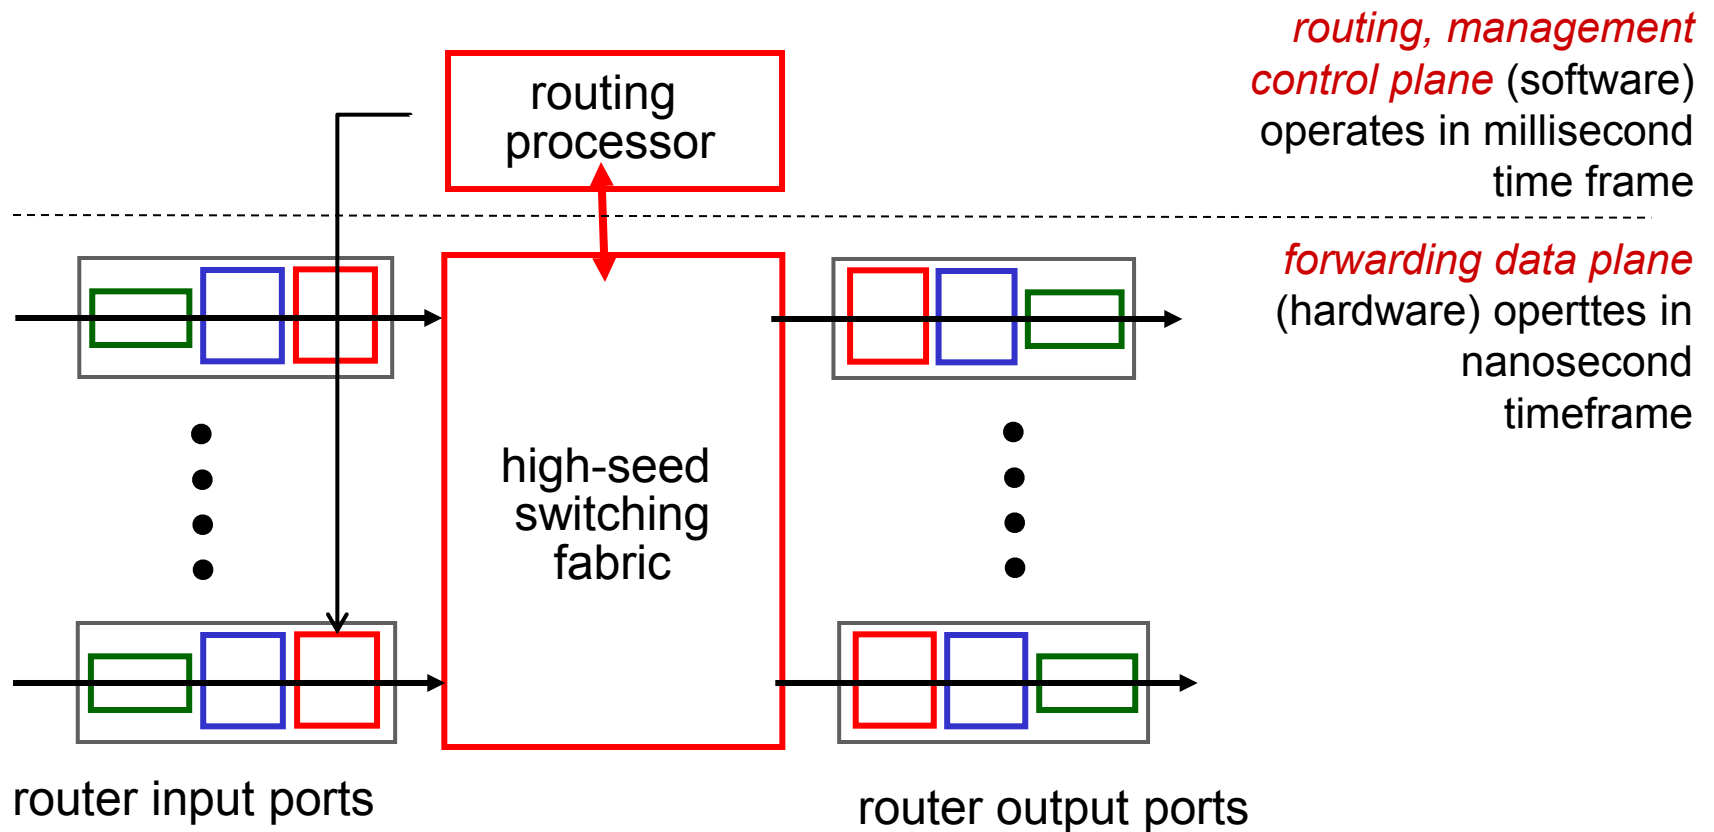 routing, management
control plane (software)
operates in millisecond
time frame
routing
processor
forwarding data plane
(hardware) operttes in
nanosecond
timeframe
high-seed
switching
fabric
router input ports
router output ports